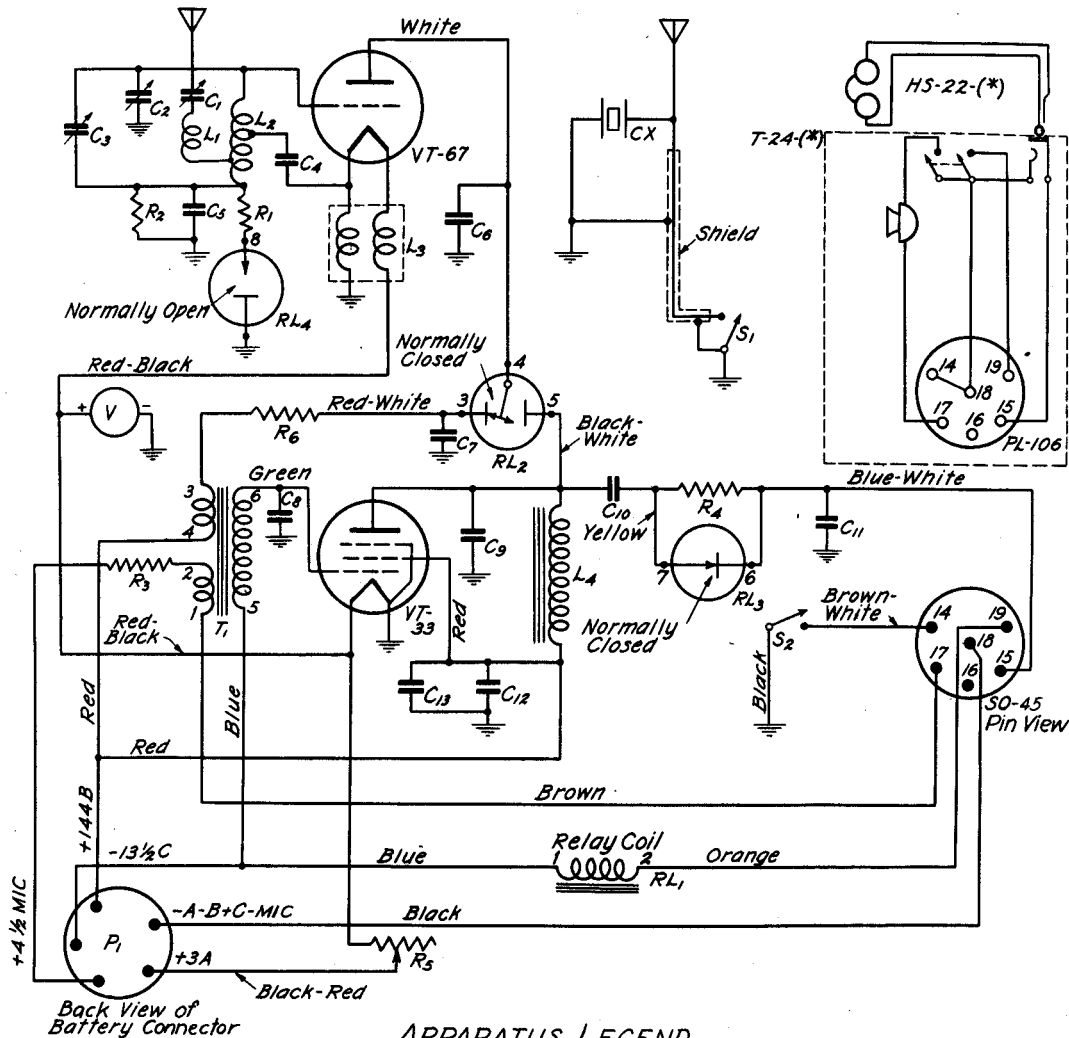 White
HS-22-(*)
T-24-(*)
C3
C2
C1
L1
L2
C4
VT-67
CX
R2
C5
R1
8
L3
C6
Shield
Normally Open
RL4
Normally Closed
4
S1
14
19
18
17
16
15
PL-106
Red-Black
+
V
-
R6
Red-White
3
5
C7
RL2
Black-White
3
4
Green
6
C8
C9
C10
Yellow
R4
Blue-White
C11
R3
2
1
T1
5
VT-33
Red
L4
7
6
RL3
Normally Closed
Brown-White
S2
14
19
18
17
16
15
SO-45
Pin View
Red-Black
Red
Blue
C13
C12
Black
Red
Brown
+144B
-13½C
Blue
Relay Coil
1
2
RL1
Orange
+4½ MIC
P1
-A-B+C-MIC
Black
+3A
R5
Black-Red
Back View of
Battery Connector
APPARATUS LEGEND